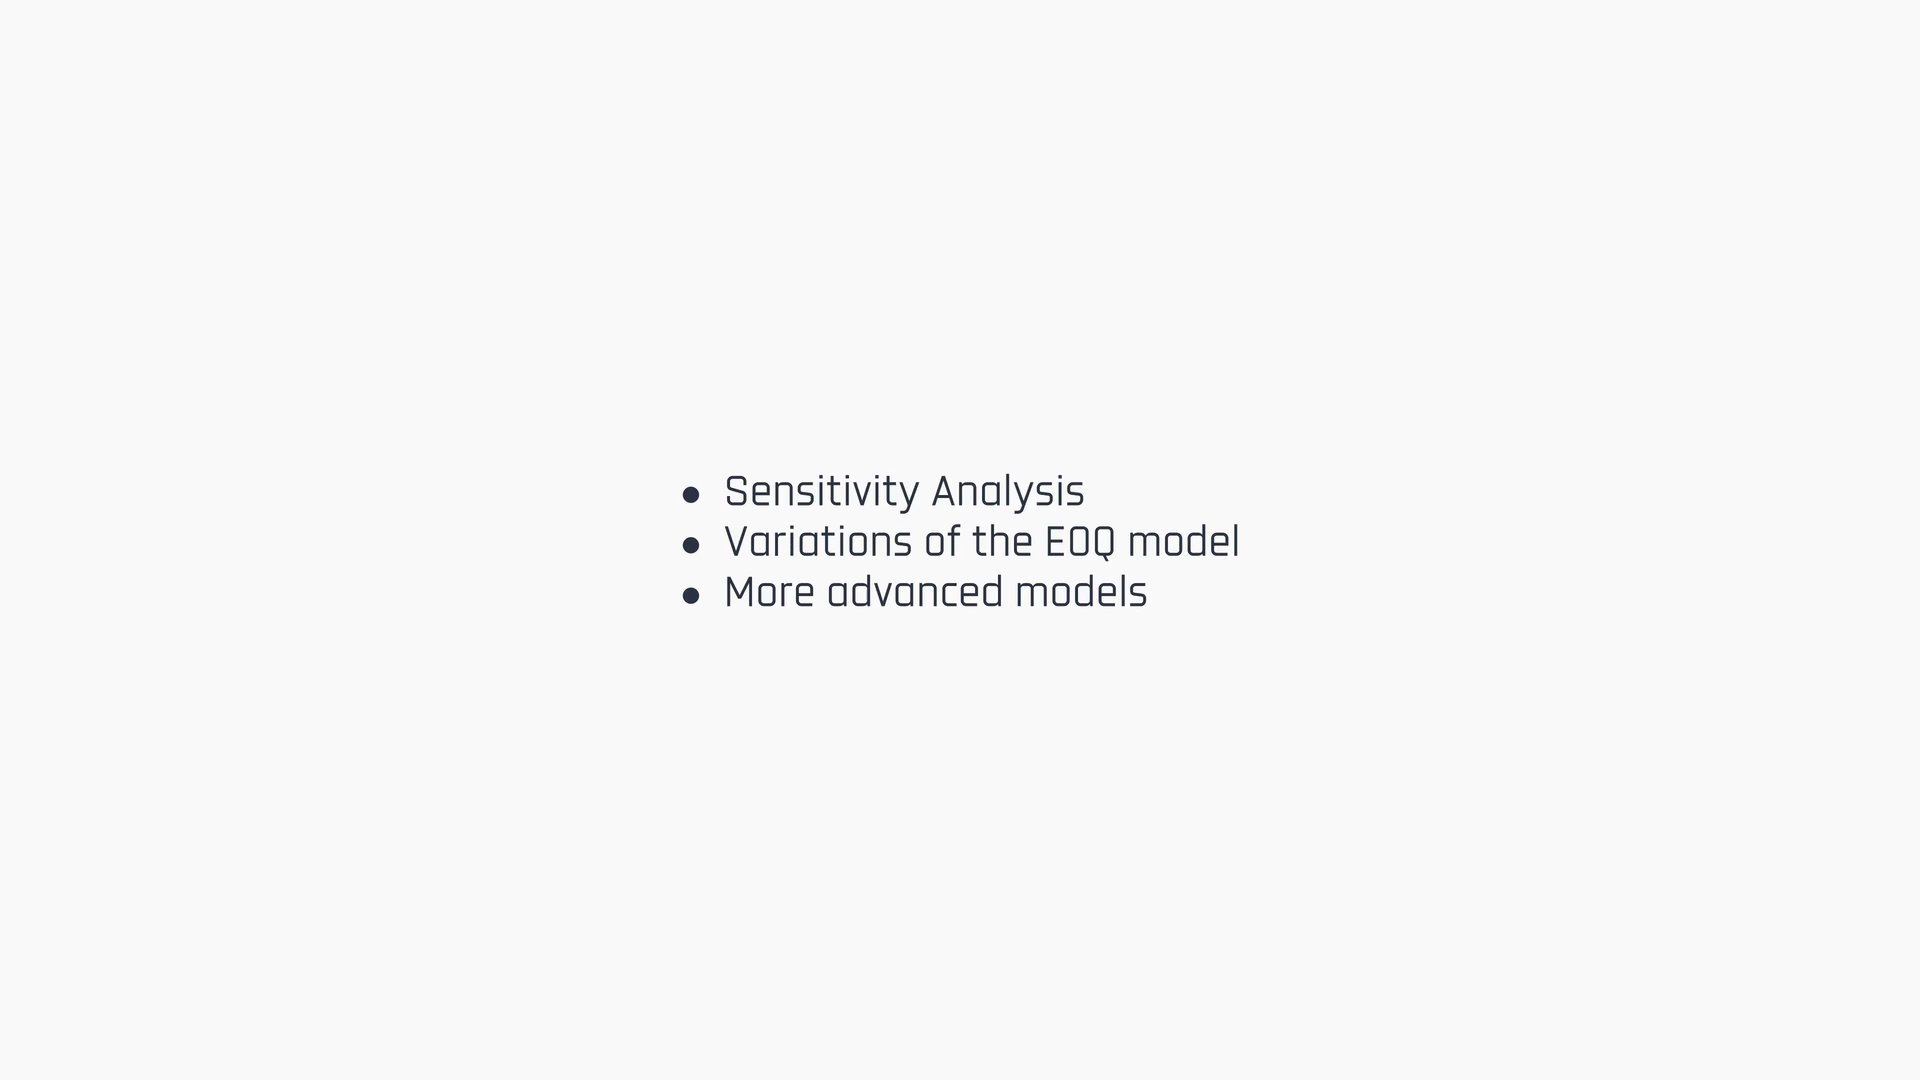 ● Sensitivity Analysis
● Variations of the EOQ model
● More advanced models